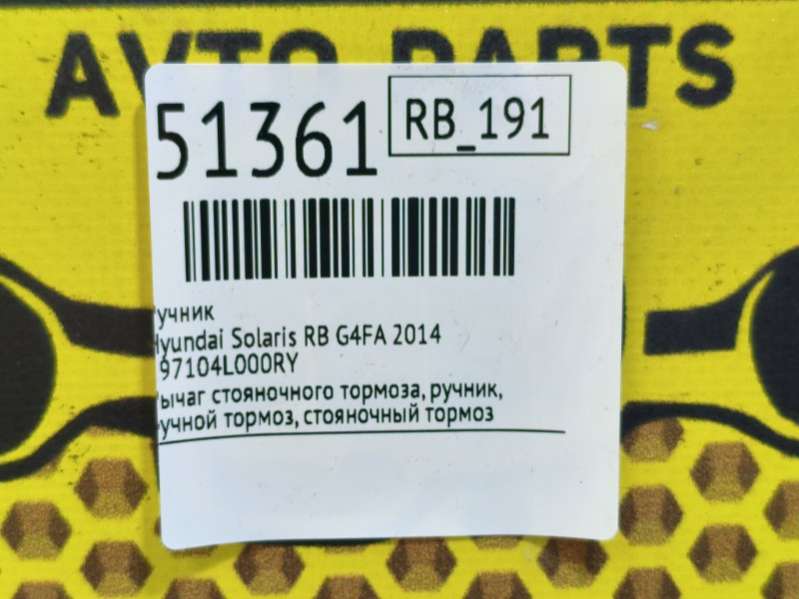 AVTO PARTS
51361
RB_191
учник
yundai Solaris RB G4FA 2014
97104L000RY
ычаг стояночного тормоза, ручник,
учной тормоз, стояночный тормоз